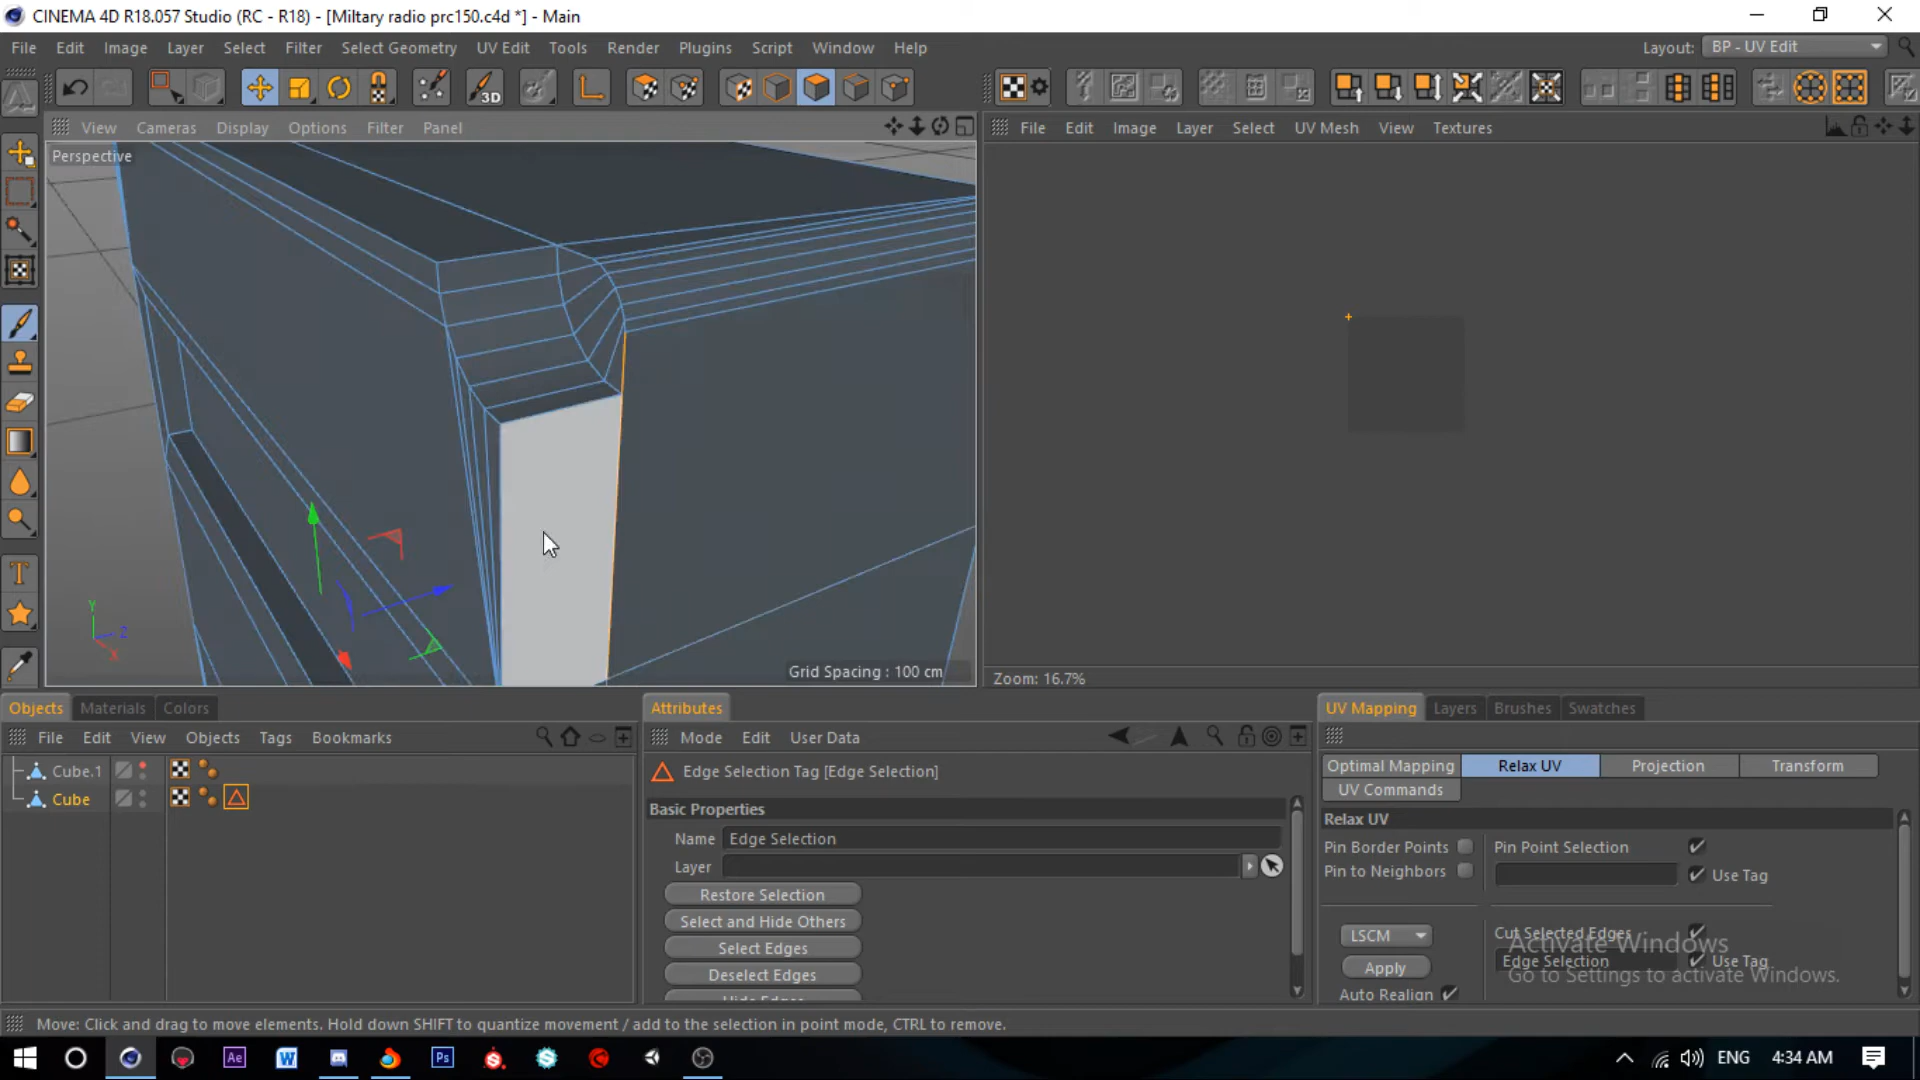 CINEMA 4D R18.057 Studio (RC - R18) - [Miltary radio prc150.c4d *] - Main
File Edit Image Layer Select Filter Select Geometry UV Edit Tools Render Plugins Script Window Help Layout: BP - UV Edit
3D
View Cameras Display Options Filter Panel
File Edit Image Layer Select UV Mesh View Textures
Perspective
Y
Z
X
Grid Spacing : 100 cm
Zoom: 16.7%
Objects Materials Colors
Attributes
UV Mapping Layers Brushes Swatches
File Edit View Objects Tags Bookmarks
Mode Edit User Data
Cube.1
Cube
Edge Selection Tag [Edge Selection]
Basic Properties
Name Edge Selection
Layer
Restore Selection
Select and Hide Others
Select Edges
Deselect Edges
Hide Edges
Optimal Mapping Relax UV Projection Transform
UV Commands
Relax UV
Pin Border Points Pin Point Selection
Pin to Neighbors Use Tag
LSCM Cut Selected Edges
Edge Selection Use Tag
Apply
Auto Realign
Activate Windows
Go to Settings to activate Windows.
Move: Click and drag to move elements. Hold down SHIFT to quantize movement / add to the selection in point mode, CTRL to remove.
Ae W Ps ENG 4:34 AM